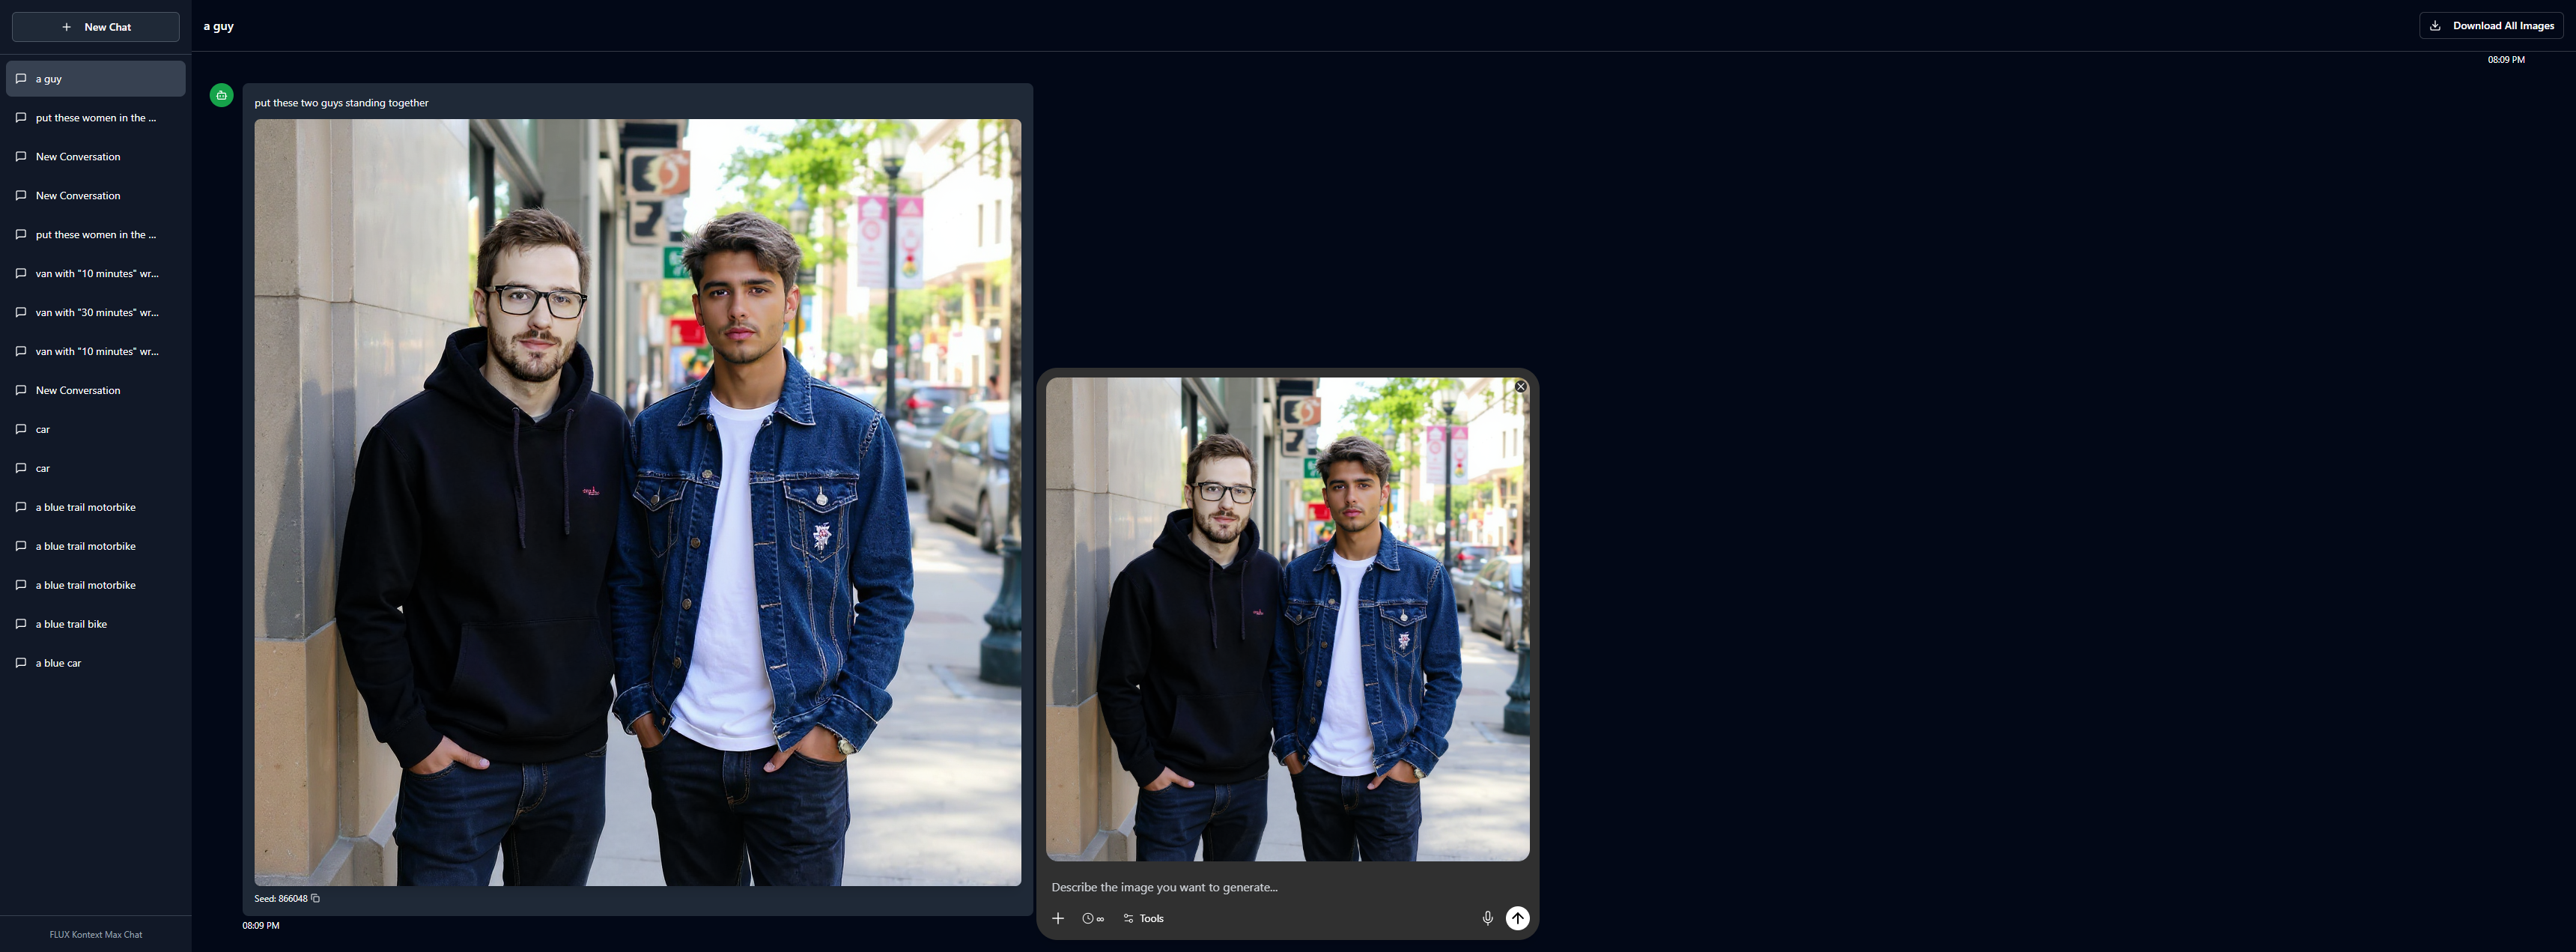 New Chat
a guy
put these women in the ...
New Conversation
New Conversation
put these women in the ...
van with "10 minutes" wr...
van with "30 minutes" wr...
van with "10 minutes" wr...
New Conversation
car
car
a blue trail motorbike
a blue trail motorbike
a blue trail motorbike
a blue trail bike
a blue car
FLUX Kontext Max Chat
a guy
Download All Images
08:09 PM
put these two guys standing together
Seed: 866048
08:09 PM
Describe the image you want to generate...
∞ Tools